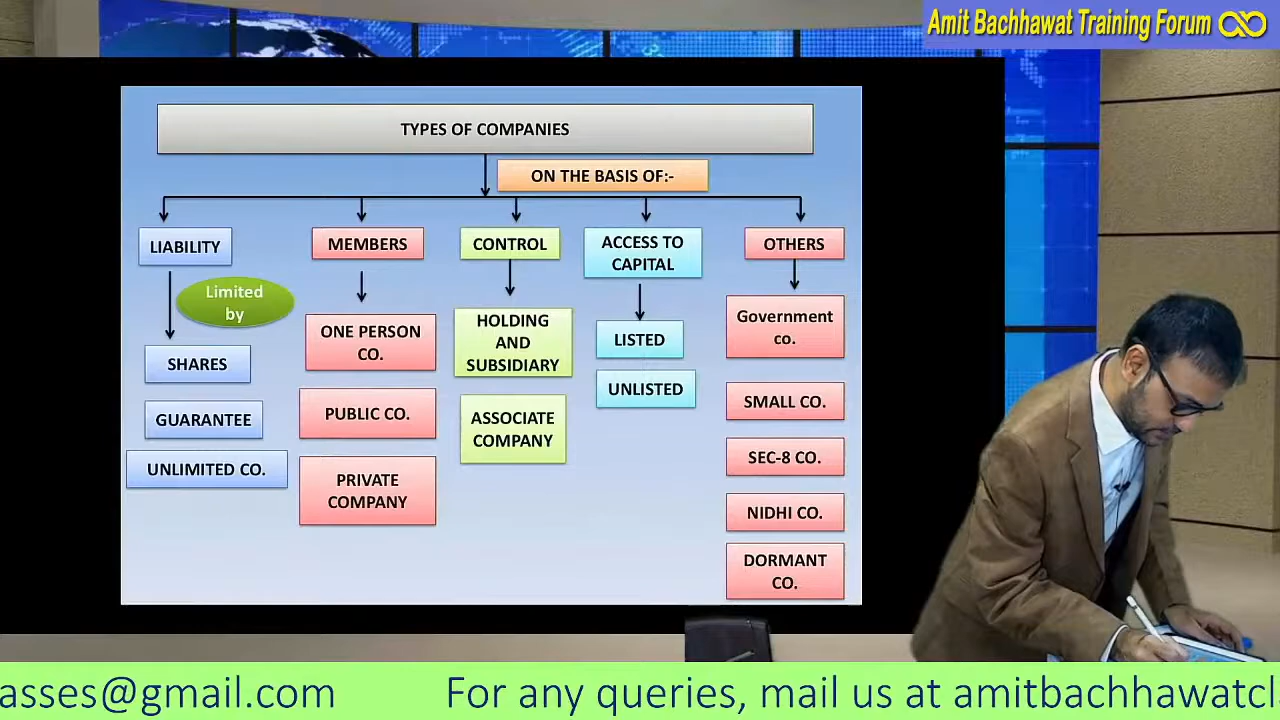 Amit Bachhawat Training Forum
TYPES OF COMPANIES
ON THE BASIS OF:-
LIABILITY
Limited
by
SHARES
GUARANTEE
UNLIMITED CO.
MEMBERS
ONE PERSON
CO.
PUBLIC CO.
PRIVATE
COMPANY
CONTROL
HOLDING
AND
SUBSIDIARY
ASSOCIATE
COMPANY
ACCESS TO
CAPITAL
LISTED
UNLISTED
OTHERS
Government
co.
SMALL CO.
SEC-8 CO.
NIDHI CO.
DORMANT
CO.
asses@gmail.com For any queries, mail us at amitbachhawatcl